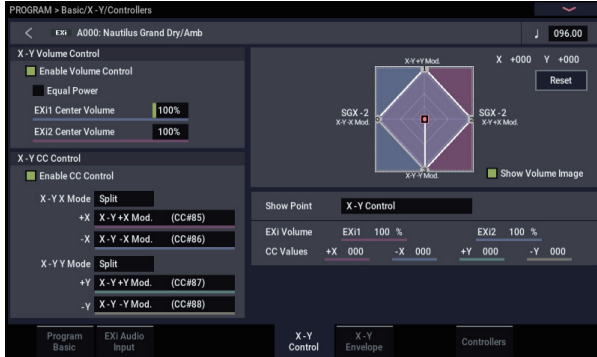 PROGRAM > Basic/X -Y/Controllers
< EXi A000: Nautilus Grand Dry/Amb ♩ 096.00
X -Y Volume Control
Enable Volume Control
Equal Power
EXi1 Center Volume 100%
EXi2 Center Volume 100%
X -Y CC Control
Enable CC Control
X -Y X Mode Split
+X X -Y +X Mod. (CC#85)
-X X -Y -X Mod. (CC#86)
X -Y Y Mode Split
+Y X -Y +Y Mod. (CC#87)
-Y X -Y -Y Mod. (CC#88)
X +000 Y +000
Reset
X-Y+Y Mod.
SGX -2
X-Y-X Mod.
SGX -2
X-Y+X Mod.
X-Y-Y Mod.
Show Volume Image
Show Point X -Y Control
EXi Volume EXi1 100 % EXi2 100 %
CC Values +X 000 -X 000 +Y 000 -Y 000
Program Basic
EXi Audio Input
X -Y Control
X -Y Envelope
Controllers